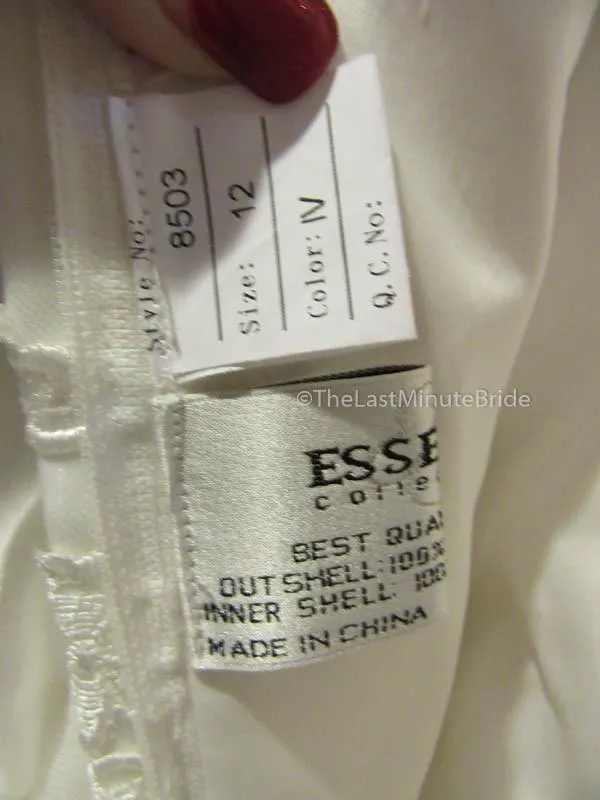 Style No:
8503
Size: 12
Color: IV
Q.C.No:
©TheLastMinuteBride
ESSE
colle
BEST QUA
OUTSHELL:100%
INNER SHELL: 100
MADE IN CHINA